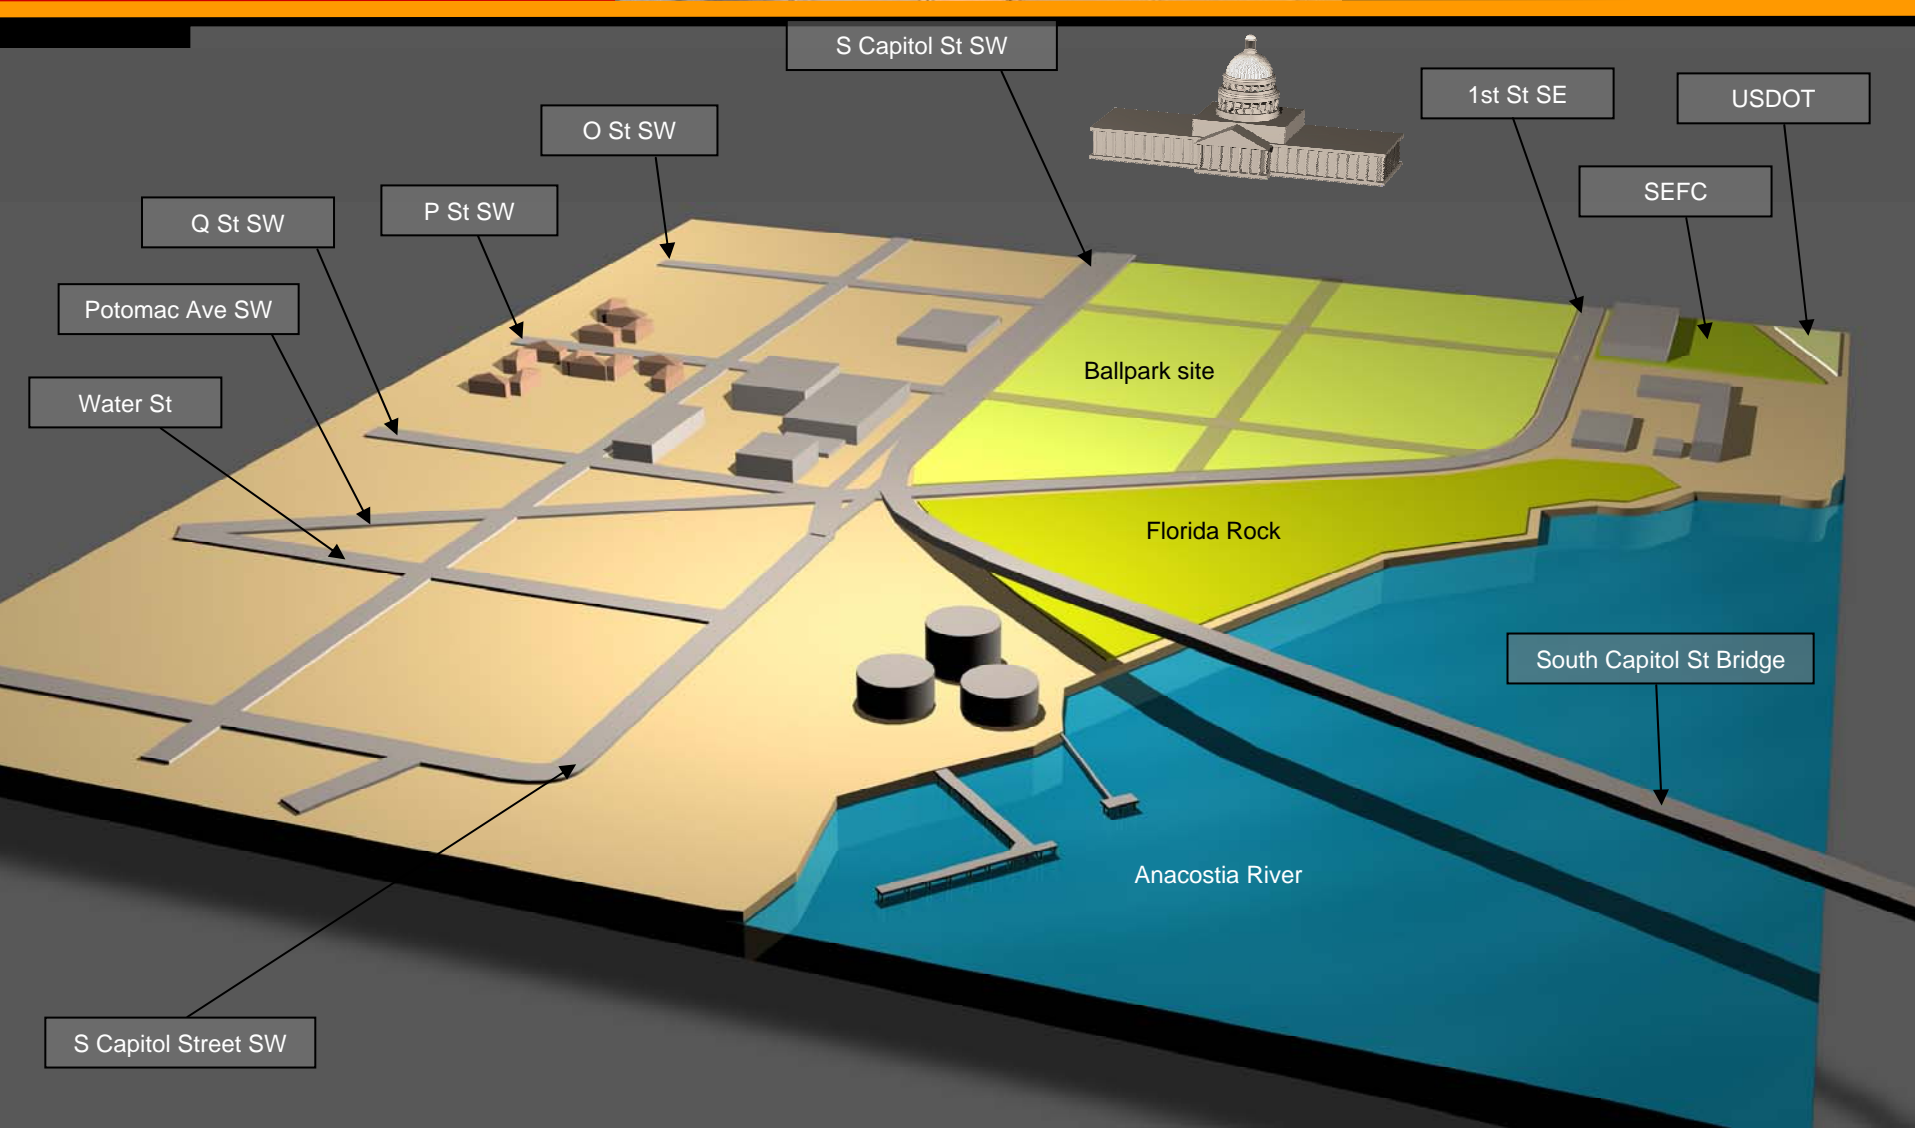 S Capitol St SW
1st St SE
USDOT
O St SW
SEFC
P St SW
Q St SW
Potomac Ave SW
Ballpark site
Water St
Florida Rock
South Capitol St Bridge
Anacostia River
S Capitol Street SW